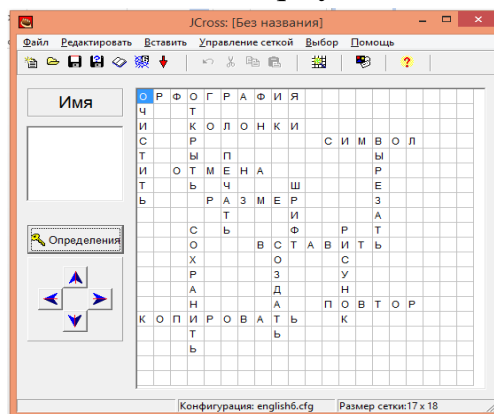 JCross: [Без названия]
Файл Редактировать Вставить Управление сеткой Выбор Помощь
Имя
Определения
О Р Ф О Г Р А Ф И Я
Ч Т
И К О Л О Н К И
С Р С И М В О Л
Т Ы П Ы
И О Т М Е Н А Р
Т Ь Ч Ш Е
Ь Р А З М Е Р З
Т И А
С Ь Ф Р Т
О В С Т А В И Т Ь
Х О С
Р З У
А Д Н
Н А П О В Т О Р
К О П И Р О В А Т Ь К
Т Ь
Ь
Конфигурация: english6.cfg Размер сетки:17 x 18